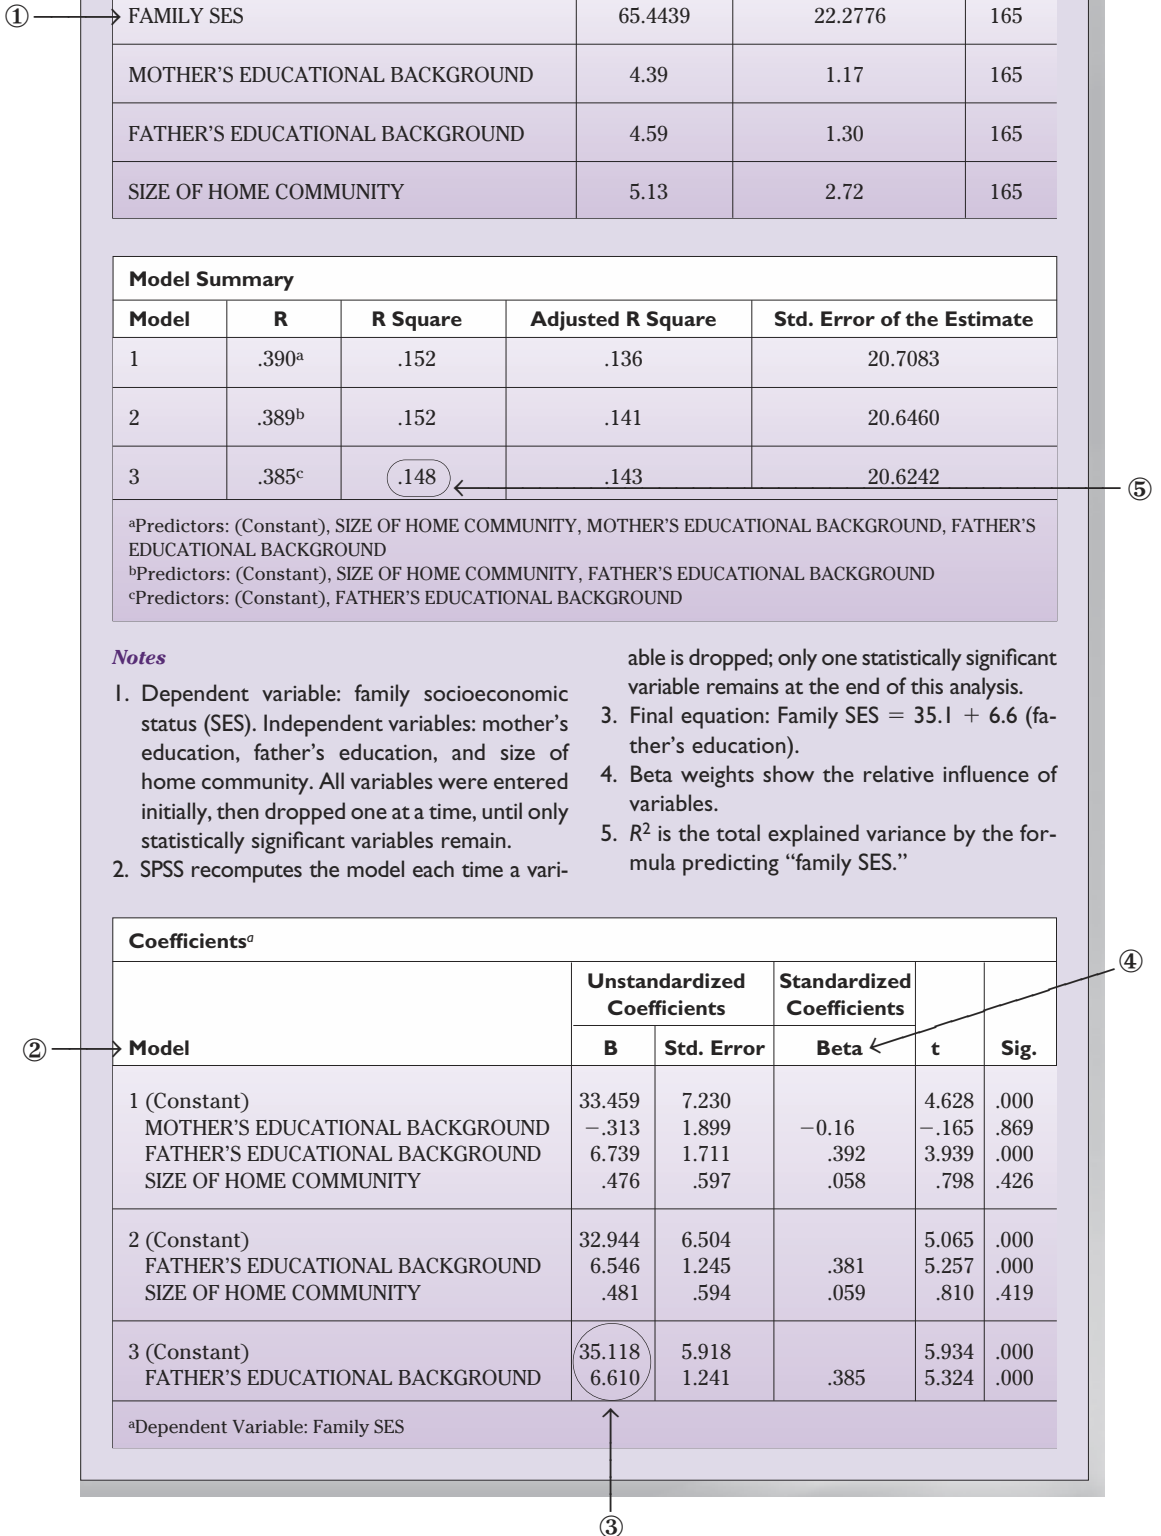 ① FAMILY SES 65.4439 22.2776 165
MOTHER'S EDUCATIONAL BACKGROUND 4.39 1.17 165
FATHER'S EDUCATIONAL BACKGROUND 4.59 1.30 165
SIZE OF HOME COMMUNITY 5.13 2.72 165
Model Summary
Model R R Square Adjusted R Square Std. Error of the Estimate
1 .390ᵃ .152 .136 20.7083
2 .389ᵇ .152 .141 20.6460
3 .385ᶜ .148 .143 20.6242
⑤
ᵃPredictors: (Constant), SIZE OF HOME COMMUNITY, MOTHER'S EDUCATIONAL BACKGROUND, FATHER'S
EDUCATIONAL BACKGROUND
ᵇPredictors: (Constant), SIZE OF HOME COMMUNITY, FATHER'S EDUCATIONAL BACKGROUND
ᶜPredictors: (Constant), FATHER'S EDUCATIONAL BACKGROUND
Notes
1. Dependent variable: family socioeconomic
status (SES). Independent variables: mother's
education, father's education, and size of
home community. All variables were entered
initially, then dropped one at a time, until only
statistically significant variables remain.
2. SPSS recomputes the model each time a vari-
able is dropped; only one statistically significant
variable remains at the end of this analysis.
3. Final equation: Family SES = 35.1 + 6.6 (fa-
ther's education).
4. Beta weights show the relative influence of
variables.
5. R² is the total explained variance by the for-
mula predicting “family SES.”
Coefficientsᵃ
④
Unstandardized Standardized
Coefficients Coefficients
② Model B Std. Error Beta t Sig.
1 (Constant) 33.459 7.230 4.628 .000
MOTHER'S EDUCATIONAL BACKGROUND −.313 1.899 −0.16 −.165 .869
FATHER'S EDUCATIONAL BACKGROUND 6.739 1.711 .392 3.939 .000
SIZE OF HOME COMMUNITY .476 .597 .058 .798 .426
2 (Constant) 32.944 6.504 5.065 .000
FATHER'S EDUCATIONAL BACKGROUND 6.546 1.245 .381 5.257 .000
SIZE OF HOME COMMUNITY .481 .594 .059 .810 .419
3 (Constant) 35.118 5.918 5.934 .000
FATHER'S EDUCATIONAL BACKGROUND 6.610 1.241 .385 5.324 .000
ᵃDependent Variable: Family SES
③